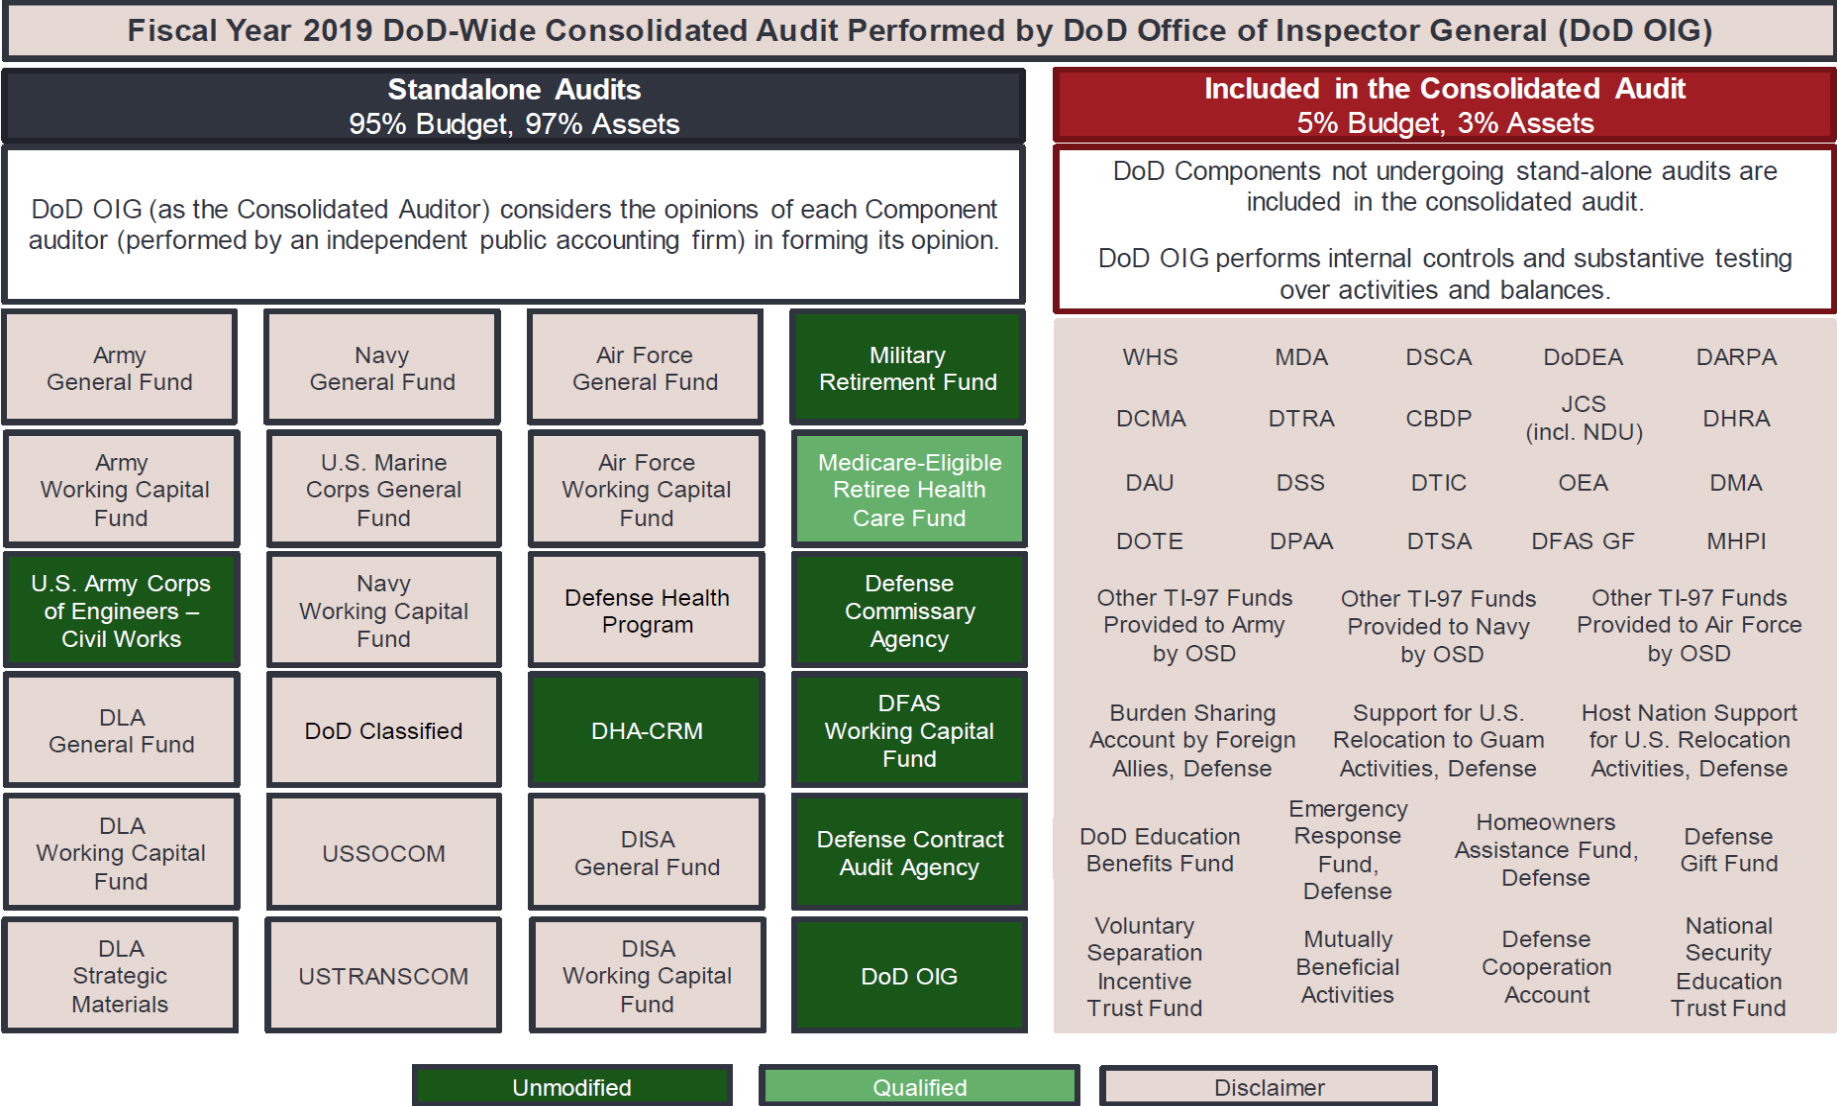 Fiscal Year 2019 DoD-Wide Consolidated Audit Performed by DoD Office of Inspector General (DoD OIG)
Standalone Audits
95% Budget, 97% Assets
DoD OIG (as the Consolidated Auditor) considers the opinions of each Component
auditor (performed by an independent public accounting firm) in forming its opinion.
Army
General Fund
Navy
General Fund
Air Force
General Fund
Military
Retirement Fund
Army
Working Capital
Fund
U.S. Marine
Corps General
Fund
Air Force
Working Capital
Fund
Medicare-Eligible
Retiree Health
Care Fund
U.S. Army Corps
of Engineers –
Civil Works
Navy
Working Capital
Fund
Defense Health
Program
Defense
Commissary
Agency
DLA
General Fund
DoD Classified
DHA-CRM
DFAS
Working Capital
Fund
DLA
Working Capital
Fund
USSOCOM
DISA
General Fund
Defense Contract
Audit Agency
DLA
Strategic
Materials
USTRANSCOM
DISA
Working Capital
Fund
DoD OIG
Included in the Consolidated Audit
5% Budget, 3% Assets
DoD Components not undergoing stand-alone audits are
included in the consolidated audit.
DoD OIG performs internal controls and substantive testing
over activities and balances.
WHS
MDA
DSCA
DoDEA
DARPA
DCMA
DTRA
CBDP
JCS
(incl. NDU)
DHRA
DAU
DSS
DTIC
OEA
DMA
DOTE
DPAA
DTSA
DFAS GF
MHPI
Other TI-97 Funds
Provided to Army
by OSD
Other TI-97 Funds
Provided to Navy
by OSD
Other TI-97 Funds
Provided to Air Force
by OSD
Burden Sharing
Account by Foreign
Allies, Defense
Support for U.S.
Relocation to Guam
Activities, Defense
Host Nation Support
for U.S. Relocation
Activities, Defense
DoD Education
Benefits Fund
Emergency
Response
Fund,
Defense
Homeowners
Assistance Fund,
Defense
Defense
Gift Fund
Voluntary
Separation
Incentive
Trust Fund
Mutually
Beneficial
Activities
Defense
Cooperation
Account
National
Security
Education
Trust Fund
Unmodified
Qualified
Disclaimer